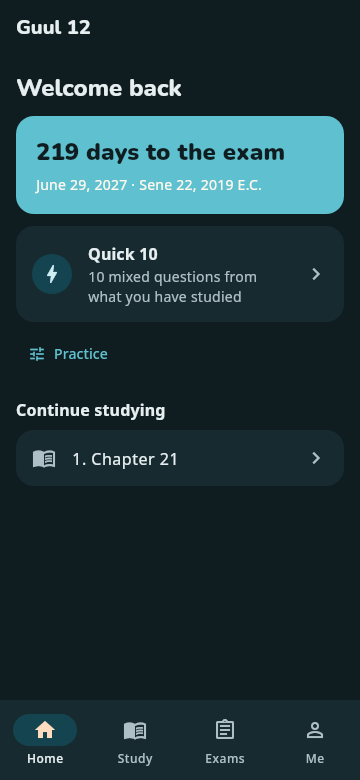 Guul 12
Welcome back
219 days to the exam
June 29, 2027 · Sene 22, 2019 E.C.
Quick 10
10 mixed questions from
what you have studied
Practice
Continue studying
1. Chapter 21
Home
Study
Exams
Me